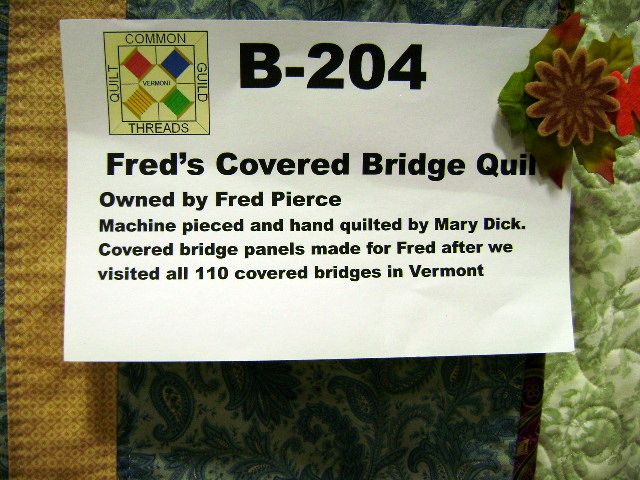 COMMON
QUILT
VERMONT
GUILD
THREADS
B-204
Fred's Covered Bridge Quil
Owned by Fred Pierce
Machine pieced and hand quilted by Mary Dick.
Covered bridge panels made for Fred after we
visited all 110 covered bridges in Vermont